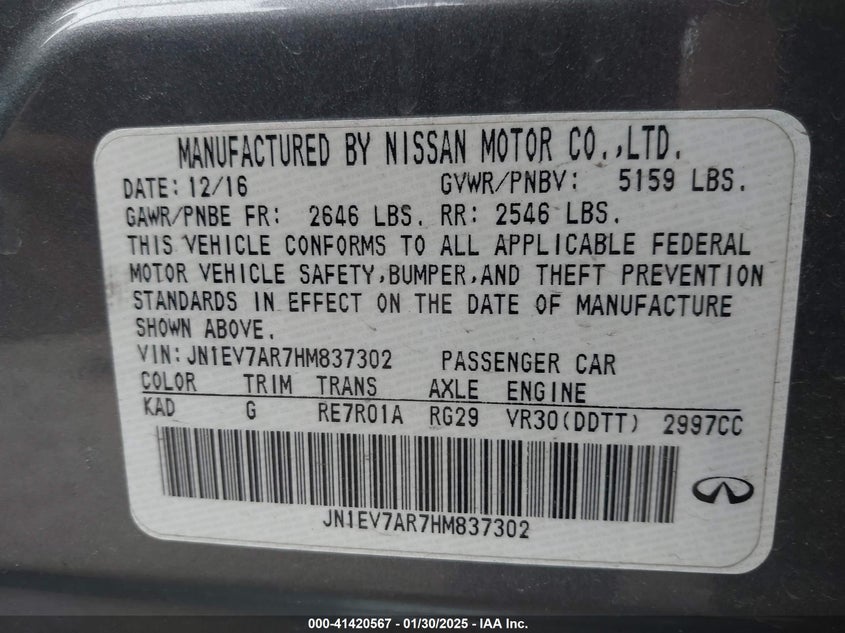 MANUFACTURED BY NISSAN MOTOR CO.,LTD.
DATE: 12/16 GVWR/PNBV: 5159 LBS.
GAWR/PNBE FR: 2646 LBS. RR: 2546 LBS.
THIS VEHICLE CONFORMS TO ALL APPLICABLE FEDERAL
MOTOR VEHICLE SAFETY,BUMPER,AND THEFT PREVENTION
STANDARDS IN EFFECT ON THE DATE OF MANUFACTURE
SHOWN ABOVE.
VIN:JN1EV7AR7HM837302 PASSENGER CAR
COLOR TRIM TRANS AXLE ENGINE
KAD G RE7R01A RG29 VR30(DDTT) 2997CC
JN1EV7AR7HM837302
000-41420567 - 01/30/2025 - IAA Inc.